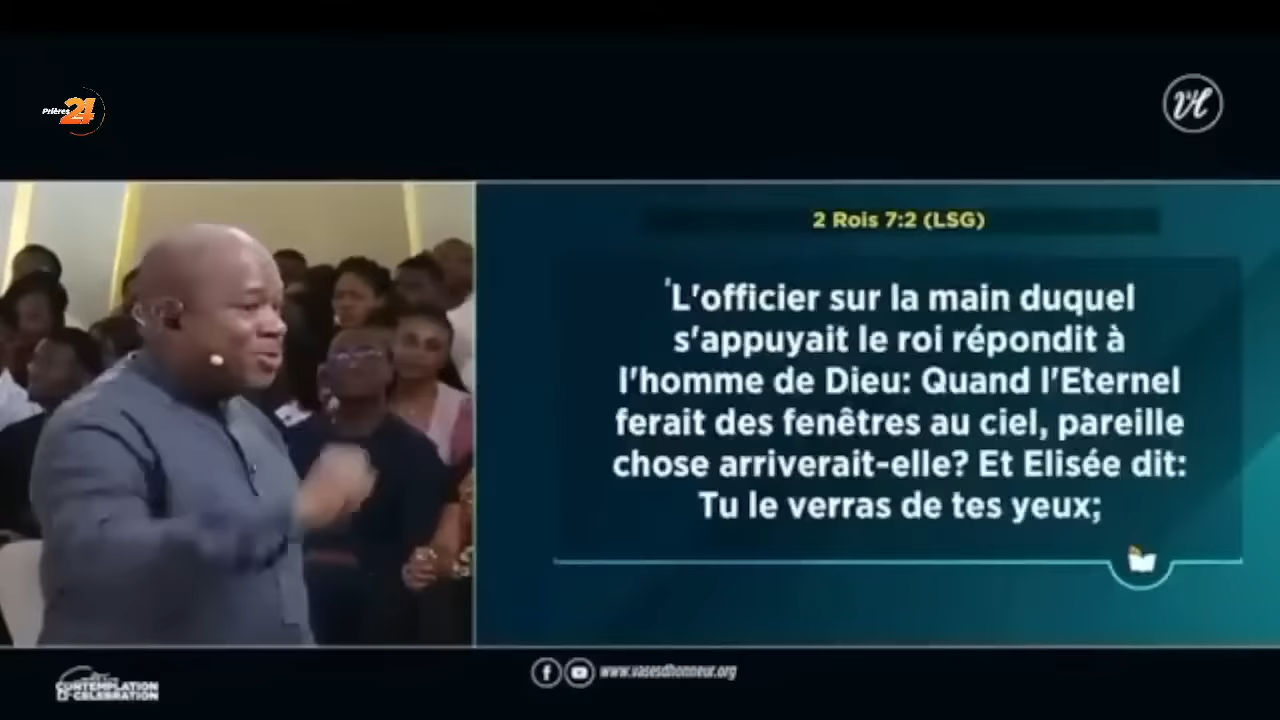 Prières 24
VH
2 Rois 7:2 (LSG)
L'officier sur la main duquel
s'appuyait le roi répondit à
l'homme de Dieu: Quand l'Eternel
ferait des fenêtres au ciel, pareille
chose arriverait-elle? Et Elisée dit:
Tu le verras de tes yeux;
CONTEMPLATION
& CELEBRATION
www.vasesdhonneur.org